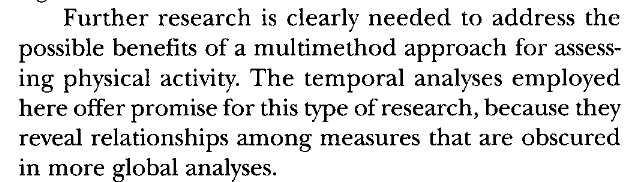 Further research is clearly needed to address the
possible benefits of a multimethod approach for assess-
ing physical activity. The temporal analyses employed
here offer promise for this type of research, because they
reveal relationships among measures that are obscured
in more global analyses.